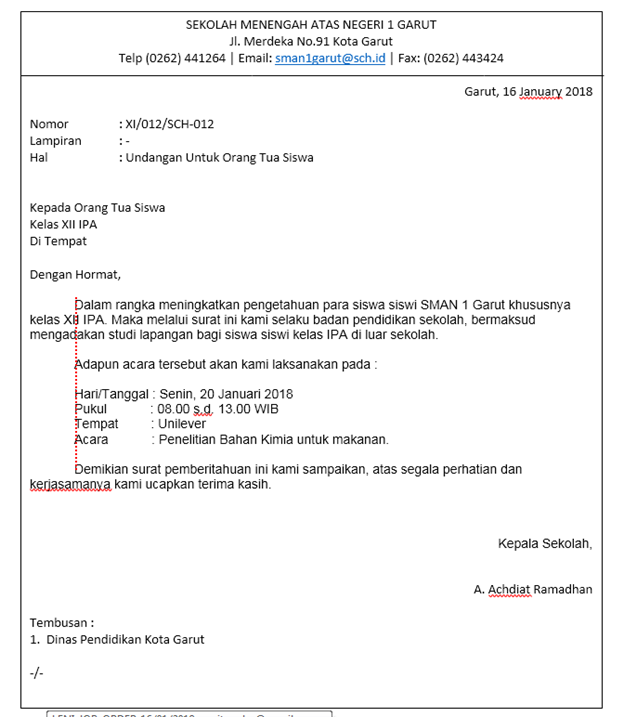 SEKOLAH MENENGAH ATAS NEGERI 1 GARUT
Jl. Merdeka No.91 Kota Garut
Telp (0262) 441264 | Email: sman1garut@sch.id | Fax: (0262) 443424
Garut, 16 January 2018
Nomor : XI/012/SCH-012
Lampiran : -
Hal : Undangan Untuk Orang Tua Siswa
Kepada Orang Tua Siswa
Kelas XII IPA
Di Tempat
Dengan Hormat,
Dalam rangka meningkatkan pengetahuan para siswa siswi SMAN 1 Garut khususnya
kelas XII IPA. Maka melalui surat ini kami selaku badan pendidikan sekolah, bermaksud
mengadakan studi lapangan bagi siswa siswi kelas IPA di luar sekolah.
Adapun acara tersebut akan kami laksanakan pada :
Hari/Tanggal : Senin, 20 Januari 2018
Pukul : 08.00 s.d. 13.00 WIB
Tempat : Unilever
Acara : Penelitian Bahan Kimia untuk makanan.
Demikian surat pemberitahuan ini kami sampaikan, atas segala perhatian dan
kerjasamanya kami ucapkan terima kasih.
Kepala Sekolah,
A. Achdiat Ramadhan
Tembusan :
1. Dinas Pendidikan Kota Garut
-/-